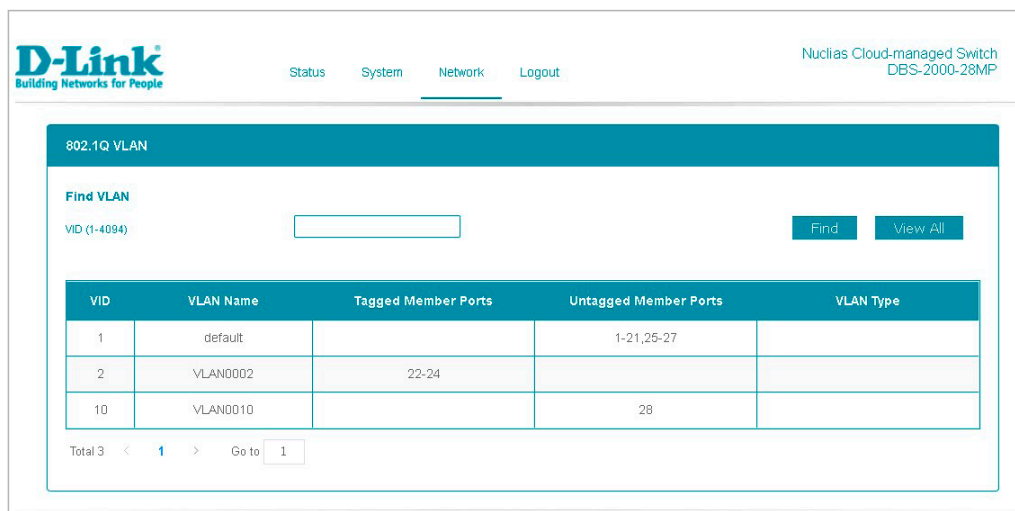 D-Link
Building Networks for People
Status System Network Logout
Nuclias Cloud-managed Switch
DBS-2000-28MP
802.1Q VLAN
Find VLAN
VID (1-4094)
Find View All
VID VLAN Name Tagged Member Ports Untagged Member Ports VLAN Type
1 default 1-21,25-27
2 VLAN0002 22-24
10 VLAN0010 28
Total 3 < 1 > Go to 1